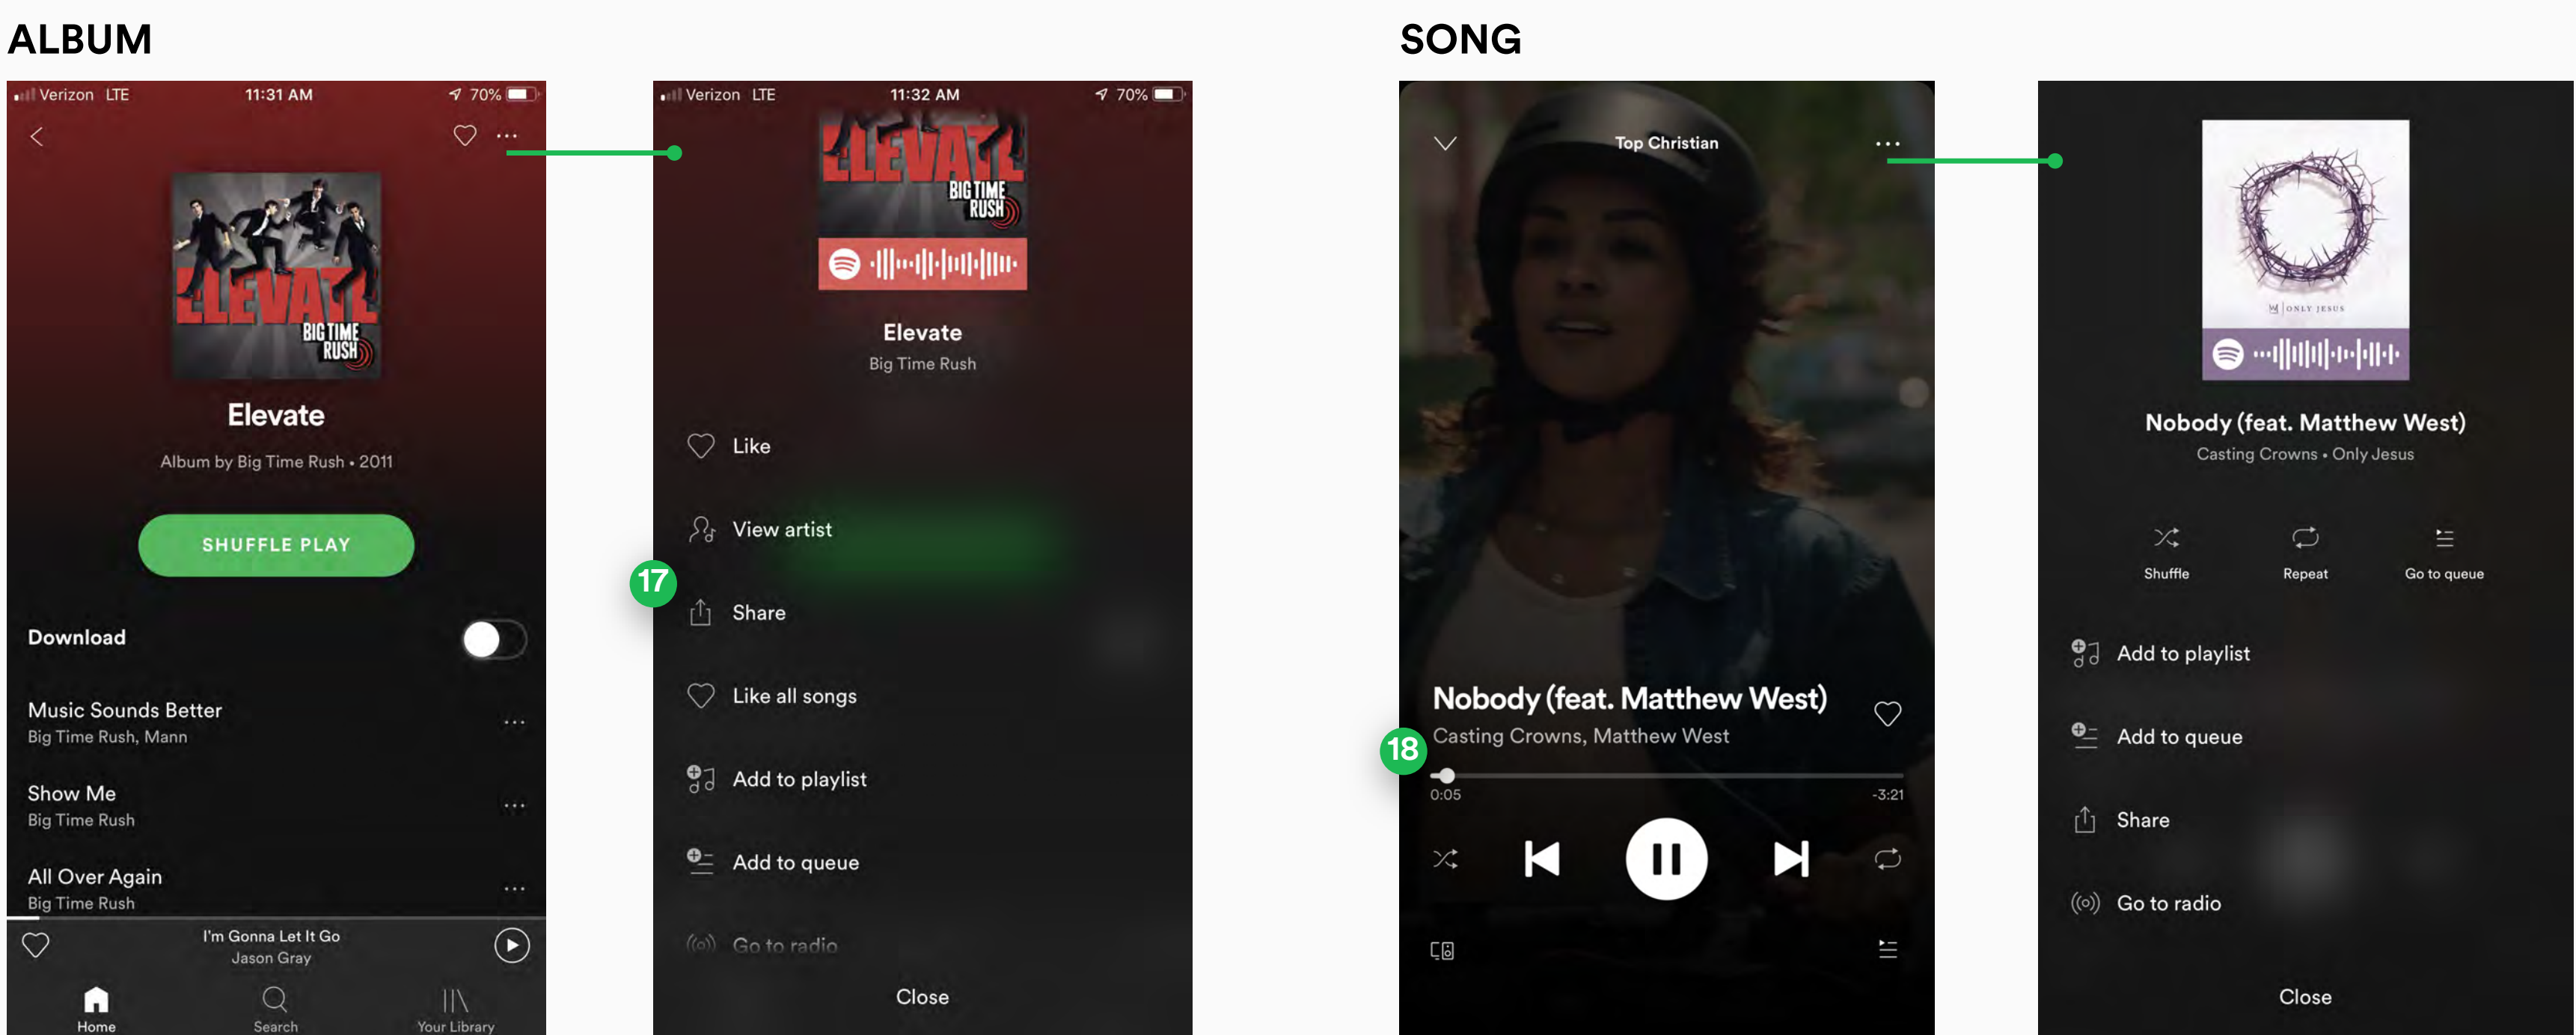 ALBUM
Verizon LTE 11:31 AM 70%
ELEVATE
BIG TIME
RUSH
Elevate
Album by Big Time Rush • 2011
SHUFFLE PLAY
Download
Music Sounds Better
Big Time Rush, Mann
Show Me
Big Time Rush
All Over Again
Big Time Rush
I'm Gonna Let It Go
Jason Gray
Home Search Your Library
Verizon LTE 11:32 AM 70%
ELEVATE
BIG TIME
RUSH
Elevate
Big Time Rush
Like
View artist
17
Share
Like all songs
Add to playlist
Add to queue
Go to radio
Close
SONG
Top Christian
Nobody (feat. Matthew West)
Casting Crowns, Matthew West
18
0:05 -3:21
ONLY JESUS
Nobody (feat. Matthew West)
Casting Crowns • Only Jesus
Shuffle Repeat Go to queue
Add to playlist
Add to queue
Share
Go to radio
Close